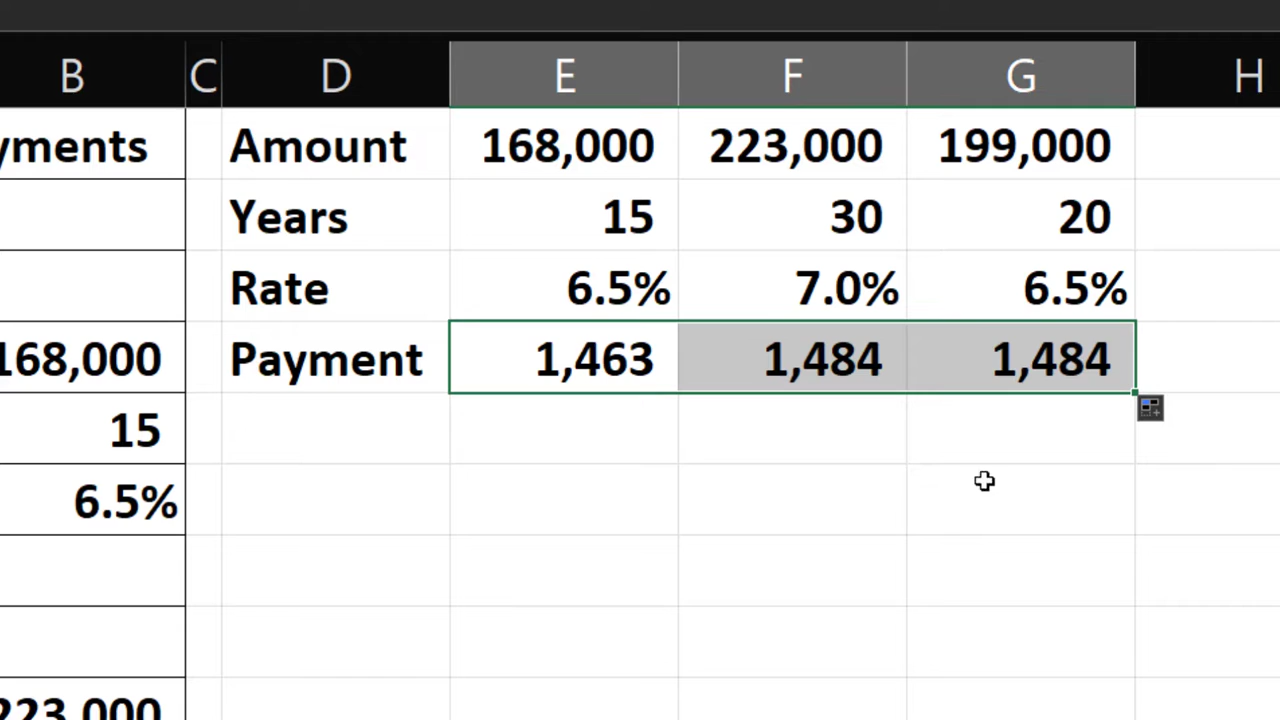 B C D E F G H
yments Amount 168,000 223,000 199,000
Years 15 30 20
Rate 6.5% 7.0% 6.5%
168,000 Payment 1,463 1,484 1,484
15
6.5%
223,000